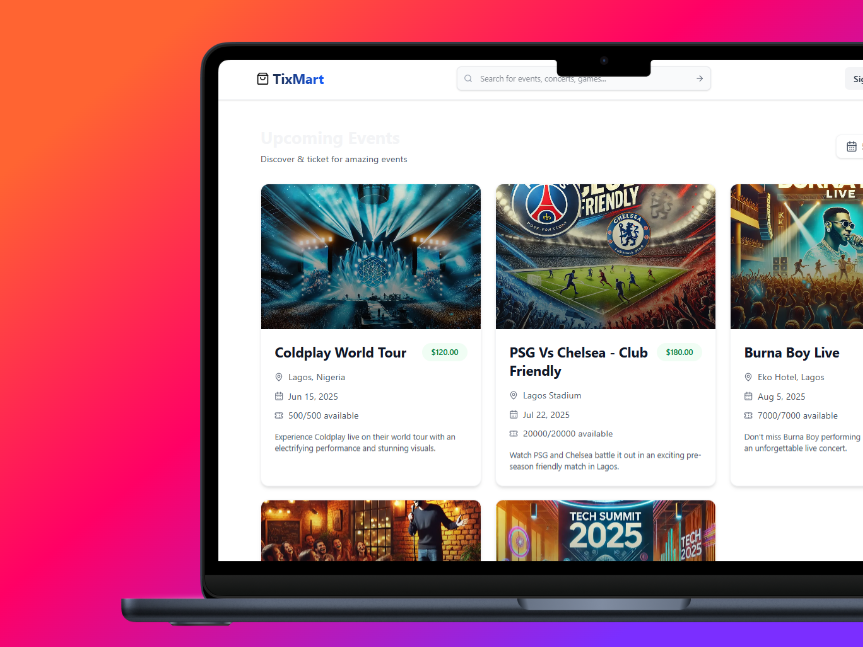 TixMart
Search for events, concerts, games...
Upcoming Events
Discover & ticket for amazing events
FRIENDLY
CHELSEA
LIVE
Coldplay World Tour
$120.00
Lagos, Nigeria
Jun 15, 2025
500/500 available
Experience Coldplay live on their world tour with an
electrifying performance and stunning visuals.
PSG Vs Chelsea - Club
Friendly
$180.00
Lagos Stadium
Jul 22, 2025
20000/20000 available
Watch PSG and Chelsea battle it out in an exciting pre-
season friendly match in Lagos.
Burna Boy Live
Eko Hotel, Lagos
Aug 5, 2025
7000/7000 available
Don't miss Burna Boy performing
an unforgettable live concert.
TECH SUMMIT
2025
TECH
2025